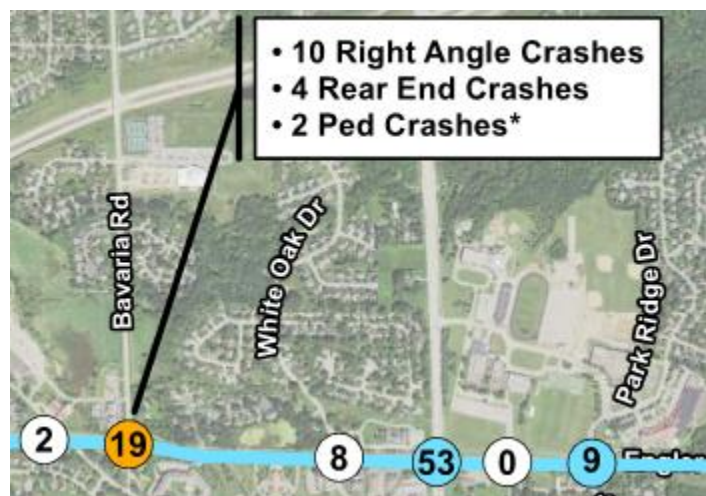 • 10 Right Angle Crashes
• 4 Rear End Crashes
• 2 Ped Crashes*
Bavaria Rd
White Oak Dr
Park Ridge Dr
2
19
8
53
0
9